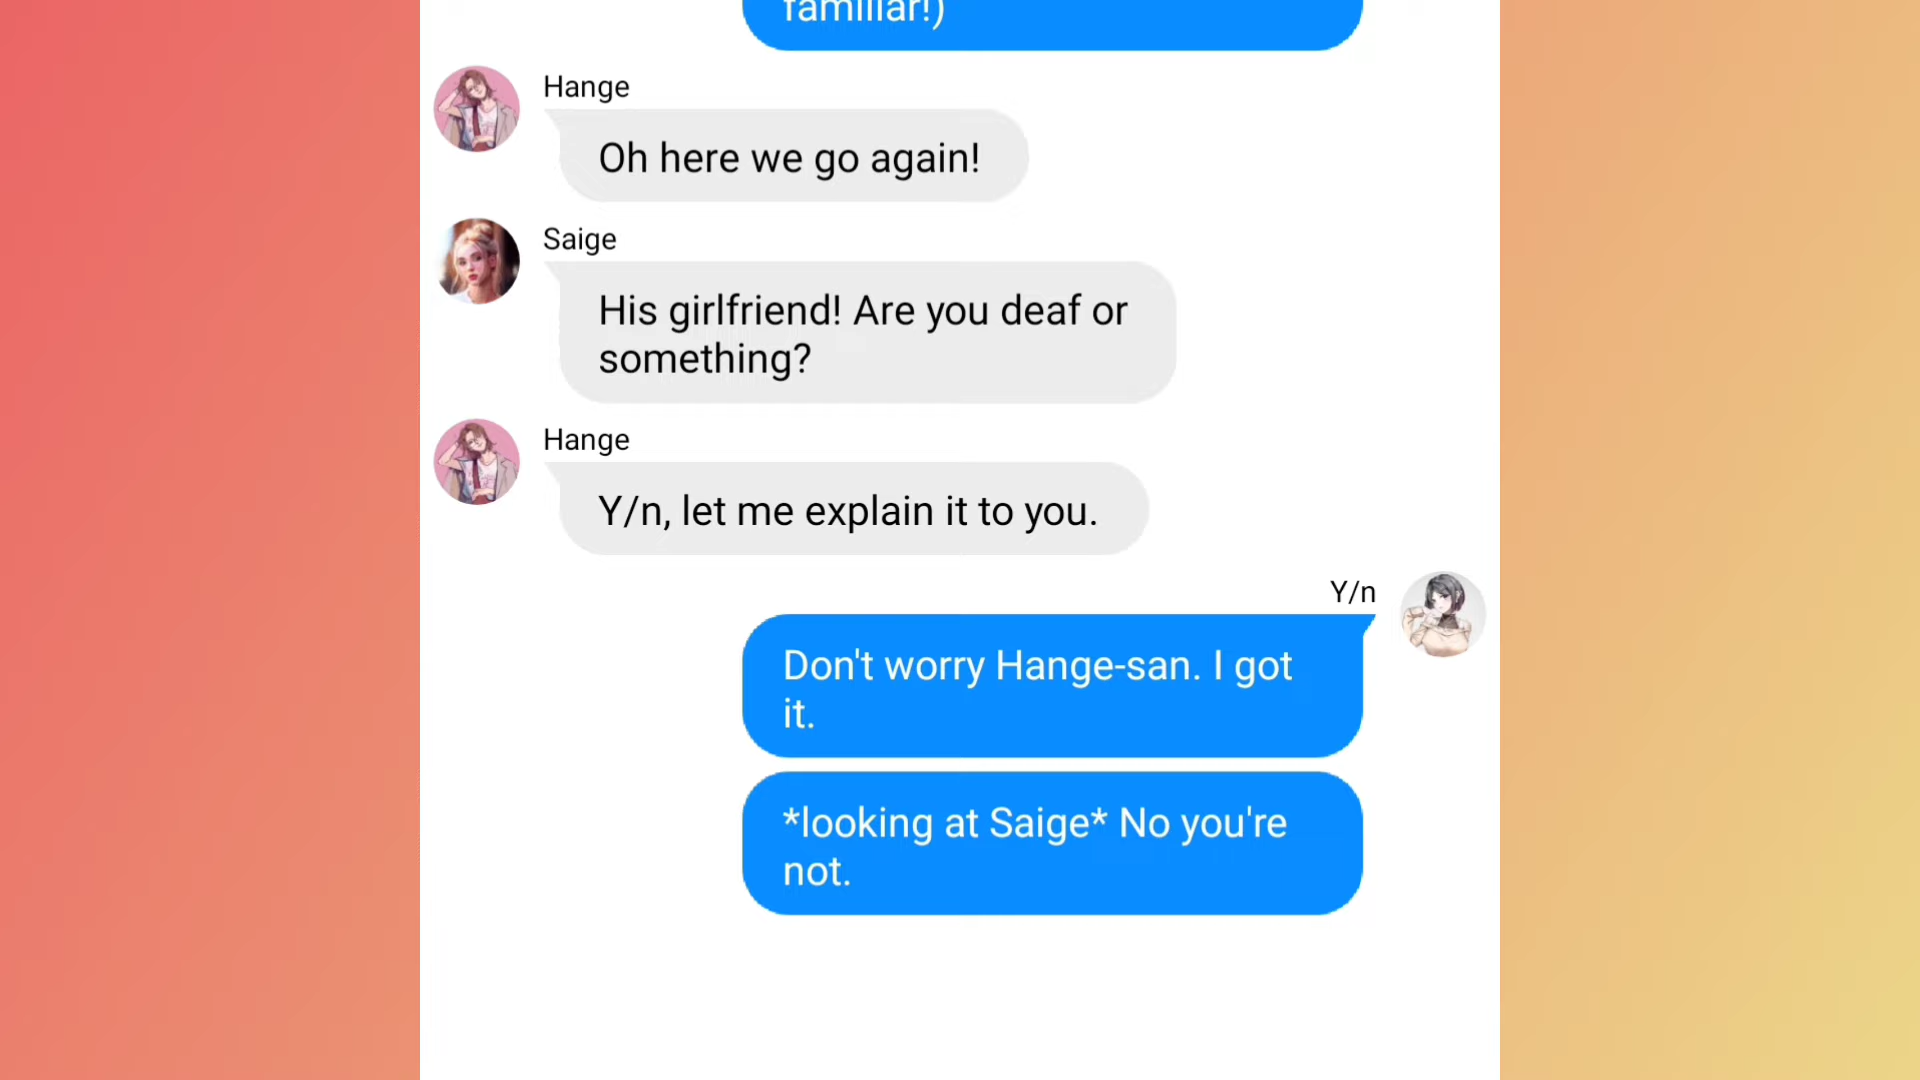 familiar!)
Hange
Oh here we go again!
Saige
His girlfriend! Are you deaf or
something?
Hange
Y/n, let me explain it to you.
Y/n
Don't worry Hange-san. I got
it.
*looking at Saige* No you're
not.